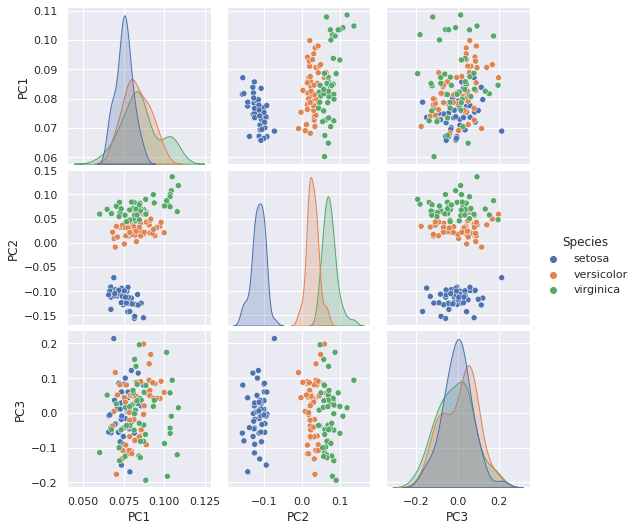 PC1
0.11
0.10
0.09
0.08
0.07
0.06
PC2
0.15
0.10
0.05
0.00
−0.05
−0.10
−0.15
Species
setosa
versicolor
virginica
PC3
0.2
0.1
0.0
−0.1
−0.2
0.050 0.075 0.100 0.125
−0.1 0.0 0.1
−0.2 0.0 0.2
PC1 PC2 PC3